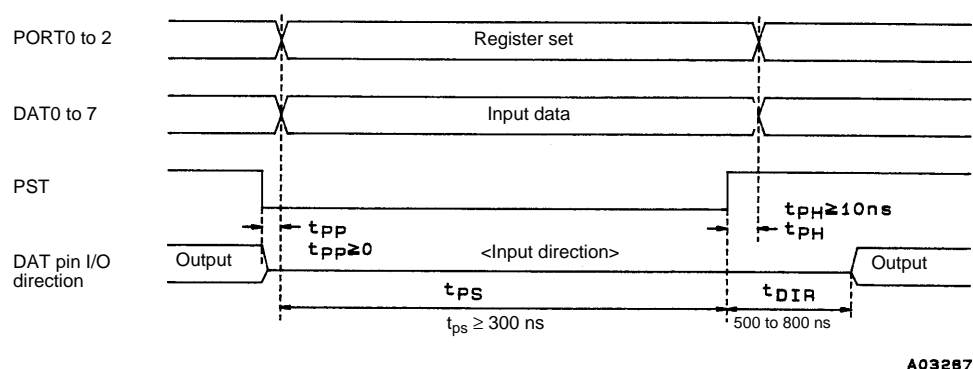 PORT0 to 2
Register set
DAT0 to 7
Input data
PST
tPP
tPP≥0
tPH≥10ns
tPH
DAT pin I/O
direction
Output
<Input direction>
Output
tPS
tps ≥ 300 ns
tDIR
500 to 800 ns
A03267